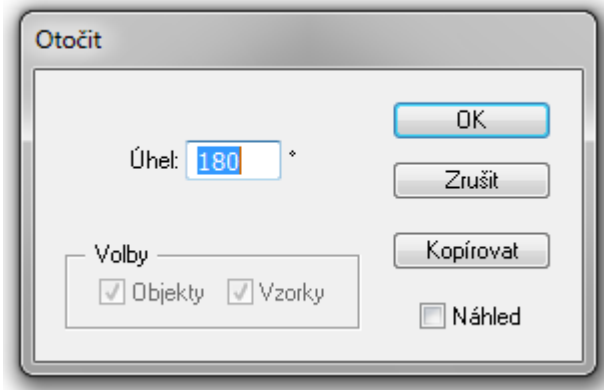 Otočit
Úhel: 180 °
OK
Zrušit
Kopírovat
Volby
Objekty Vzorky
Náhled